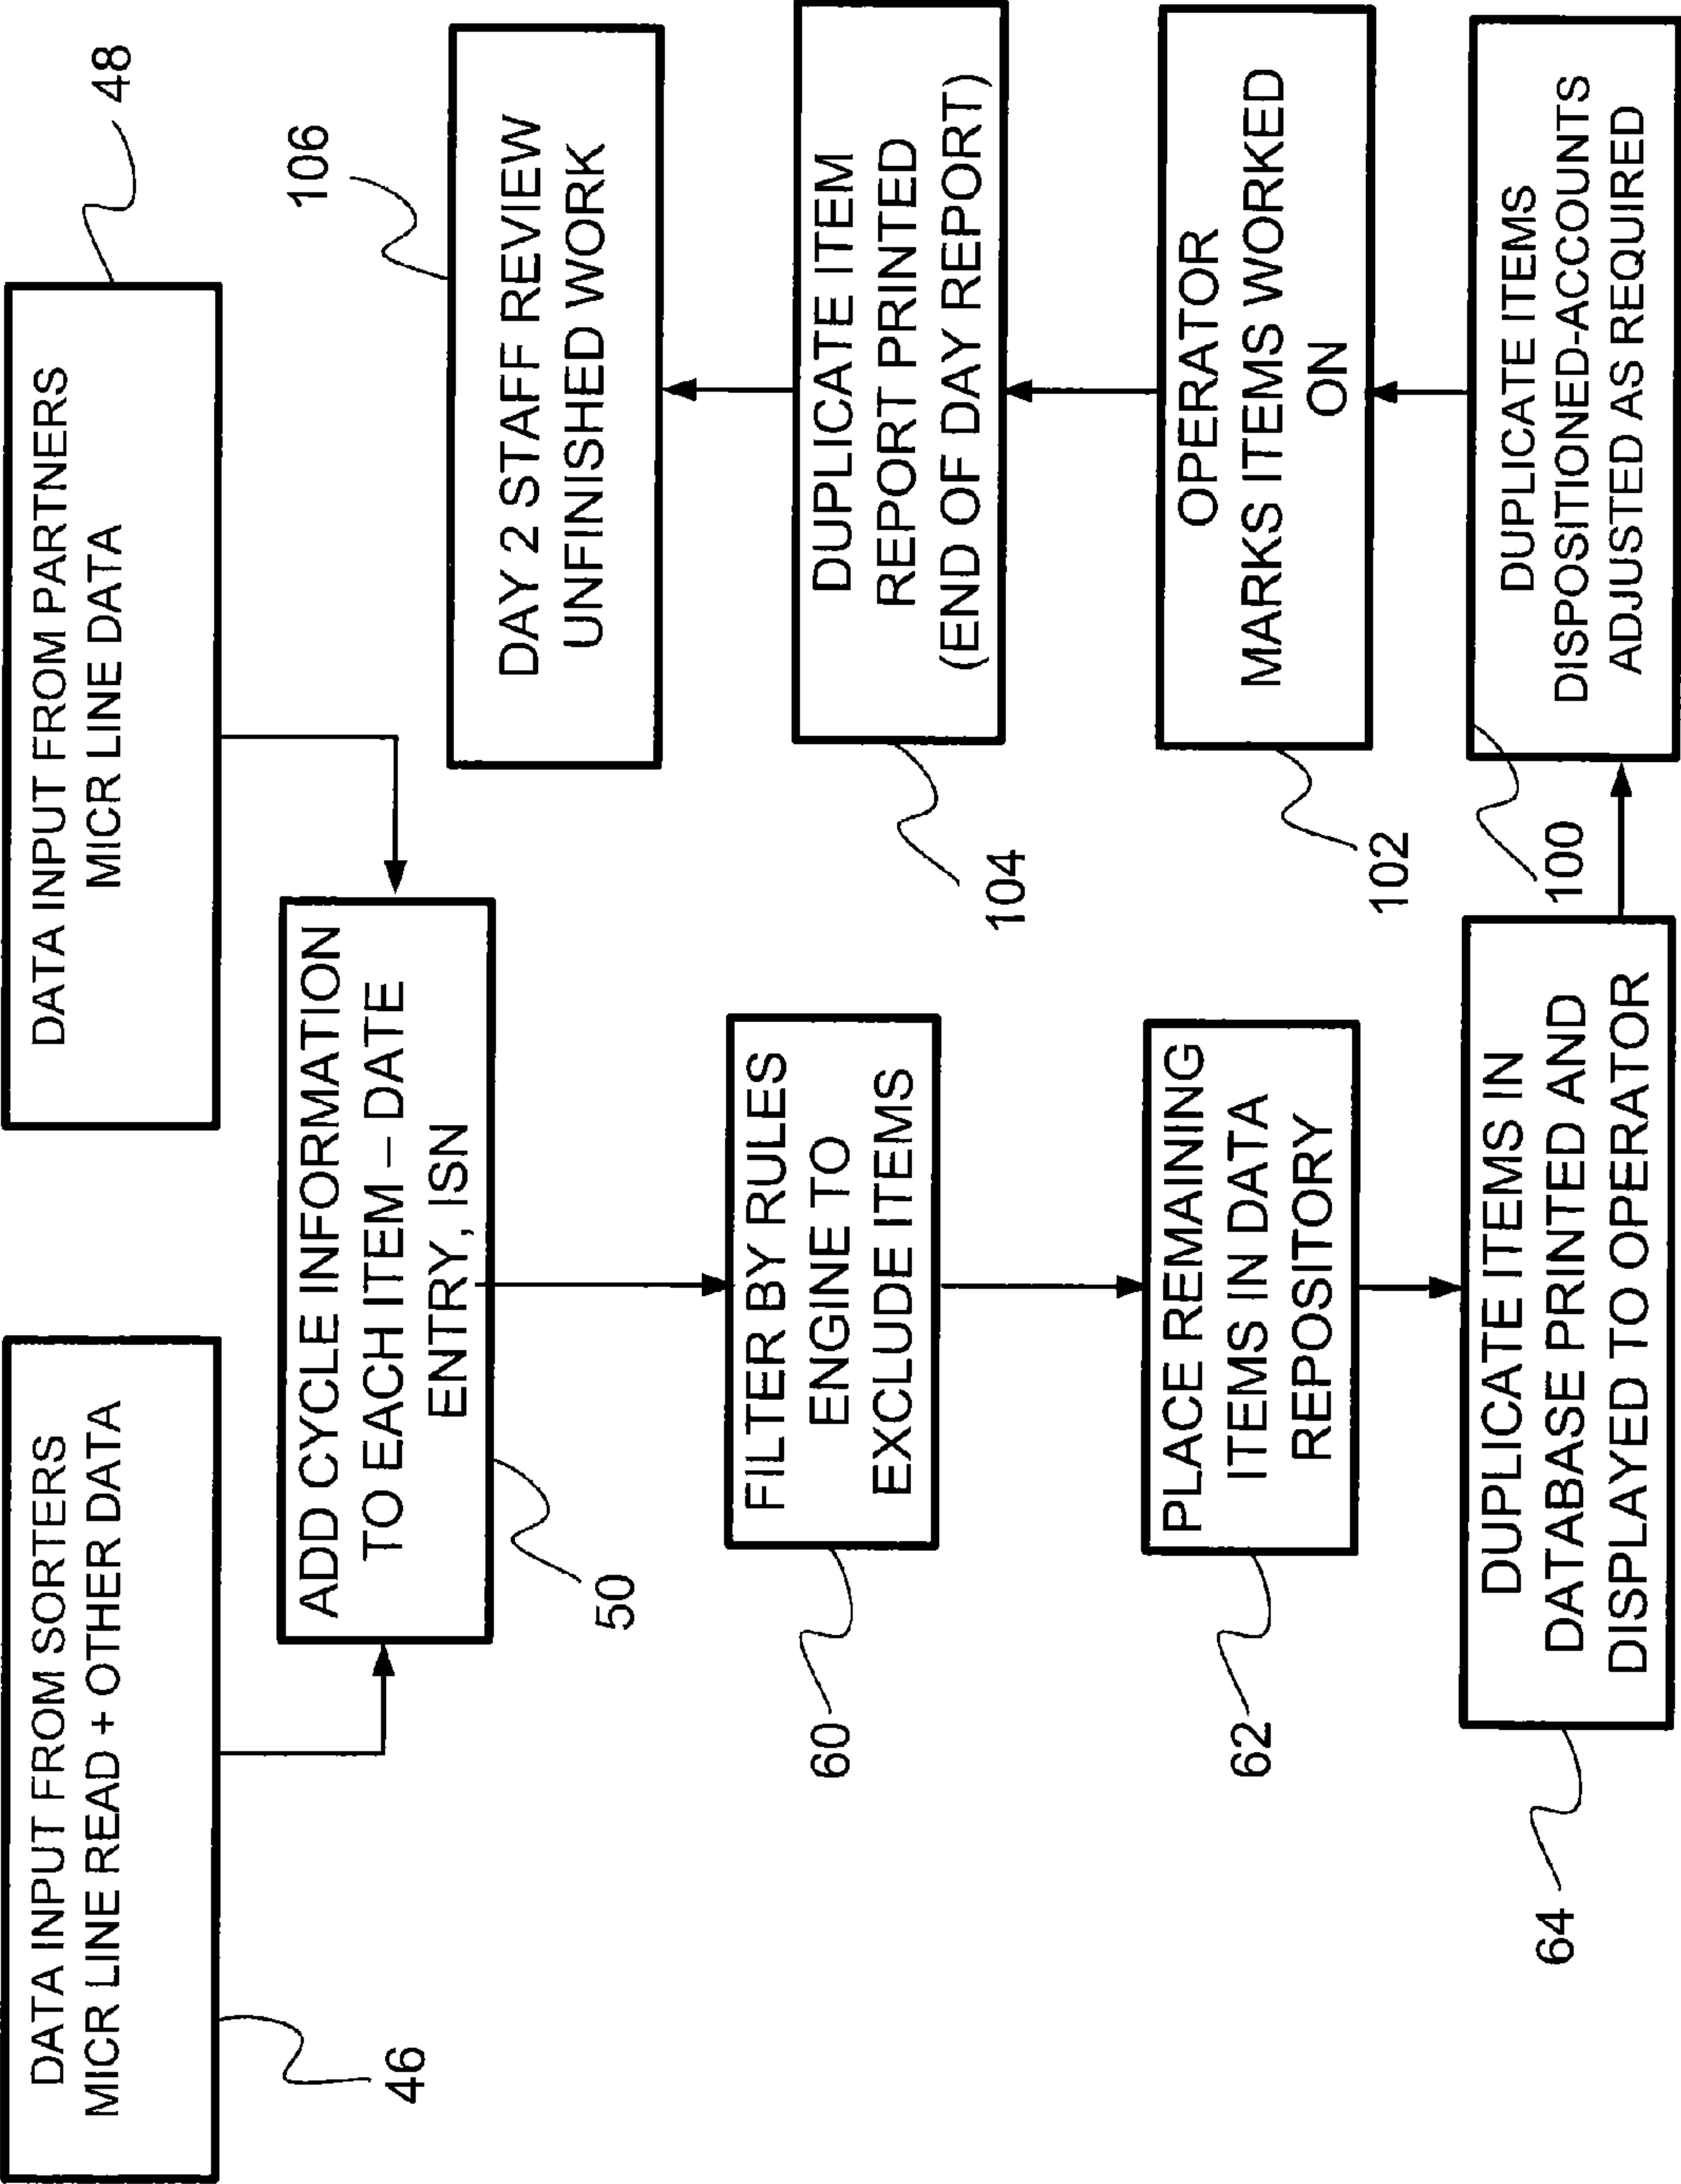 DATA INPUT FROM SORTERS
MICR LINE READ + OTHER DATA
46
DATA INPUT FROM PARTNERS
MICR LINE DATA
48
ADD CYCLE INFORMATION
TO EACH ITEM – DATE
ENTRY, ISN
50
FILTER BY RULES
ENGINE TO
EXCLUDE ITEMS
60
PLACE REMAINING
ITEMS IN DATA
REPOSITORY
62
DUPLICATE ITEMS IN
DATABASE PRINTED AND
DISPLAYED TO OPERATOR
64
DUPLICATE ITEMS
DISPOSITIONED-ACCOUNTS
ADJUSTED AS REQUIRED
100
OPERATOR
MARKS ITEMS WORKED
ON
102
DUPLICATE ITEM
REPORT PRINTED
(END OF DAY REPORT)
104
DAY 2 STAFF REVIEW
UNFINISHED WORK
106